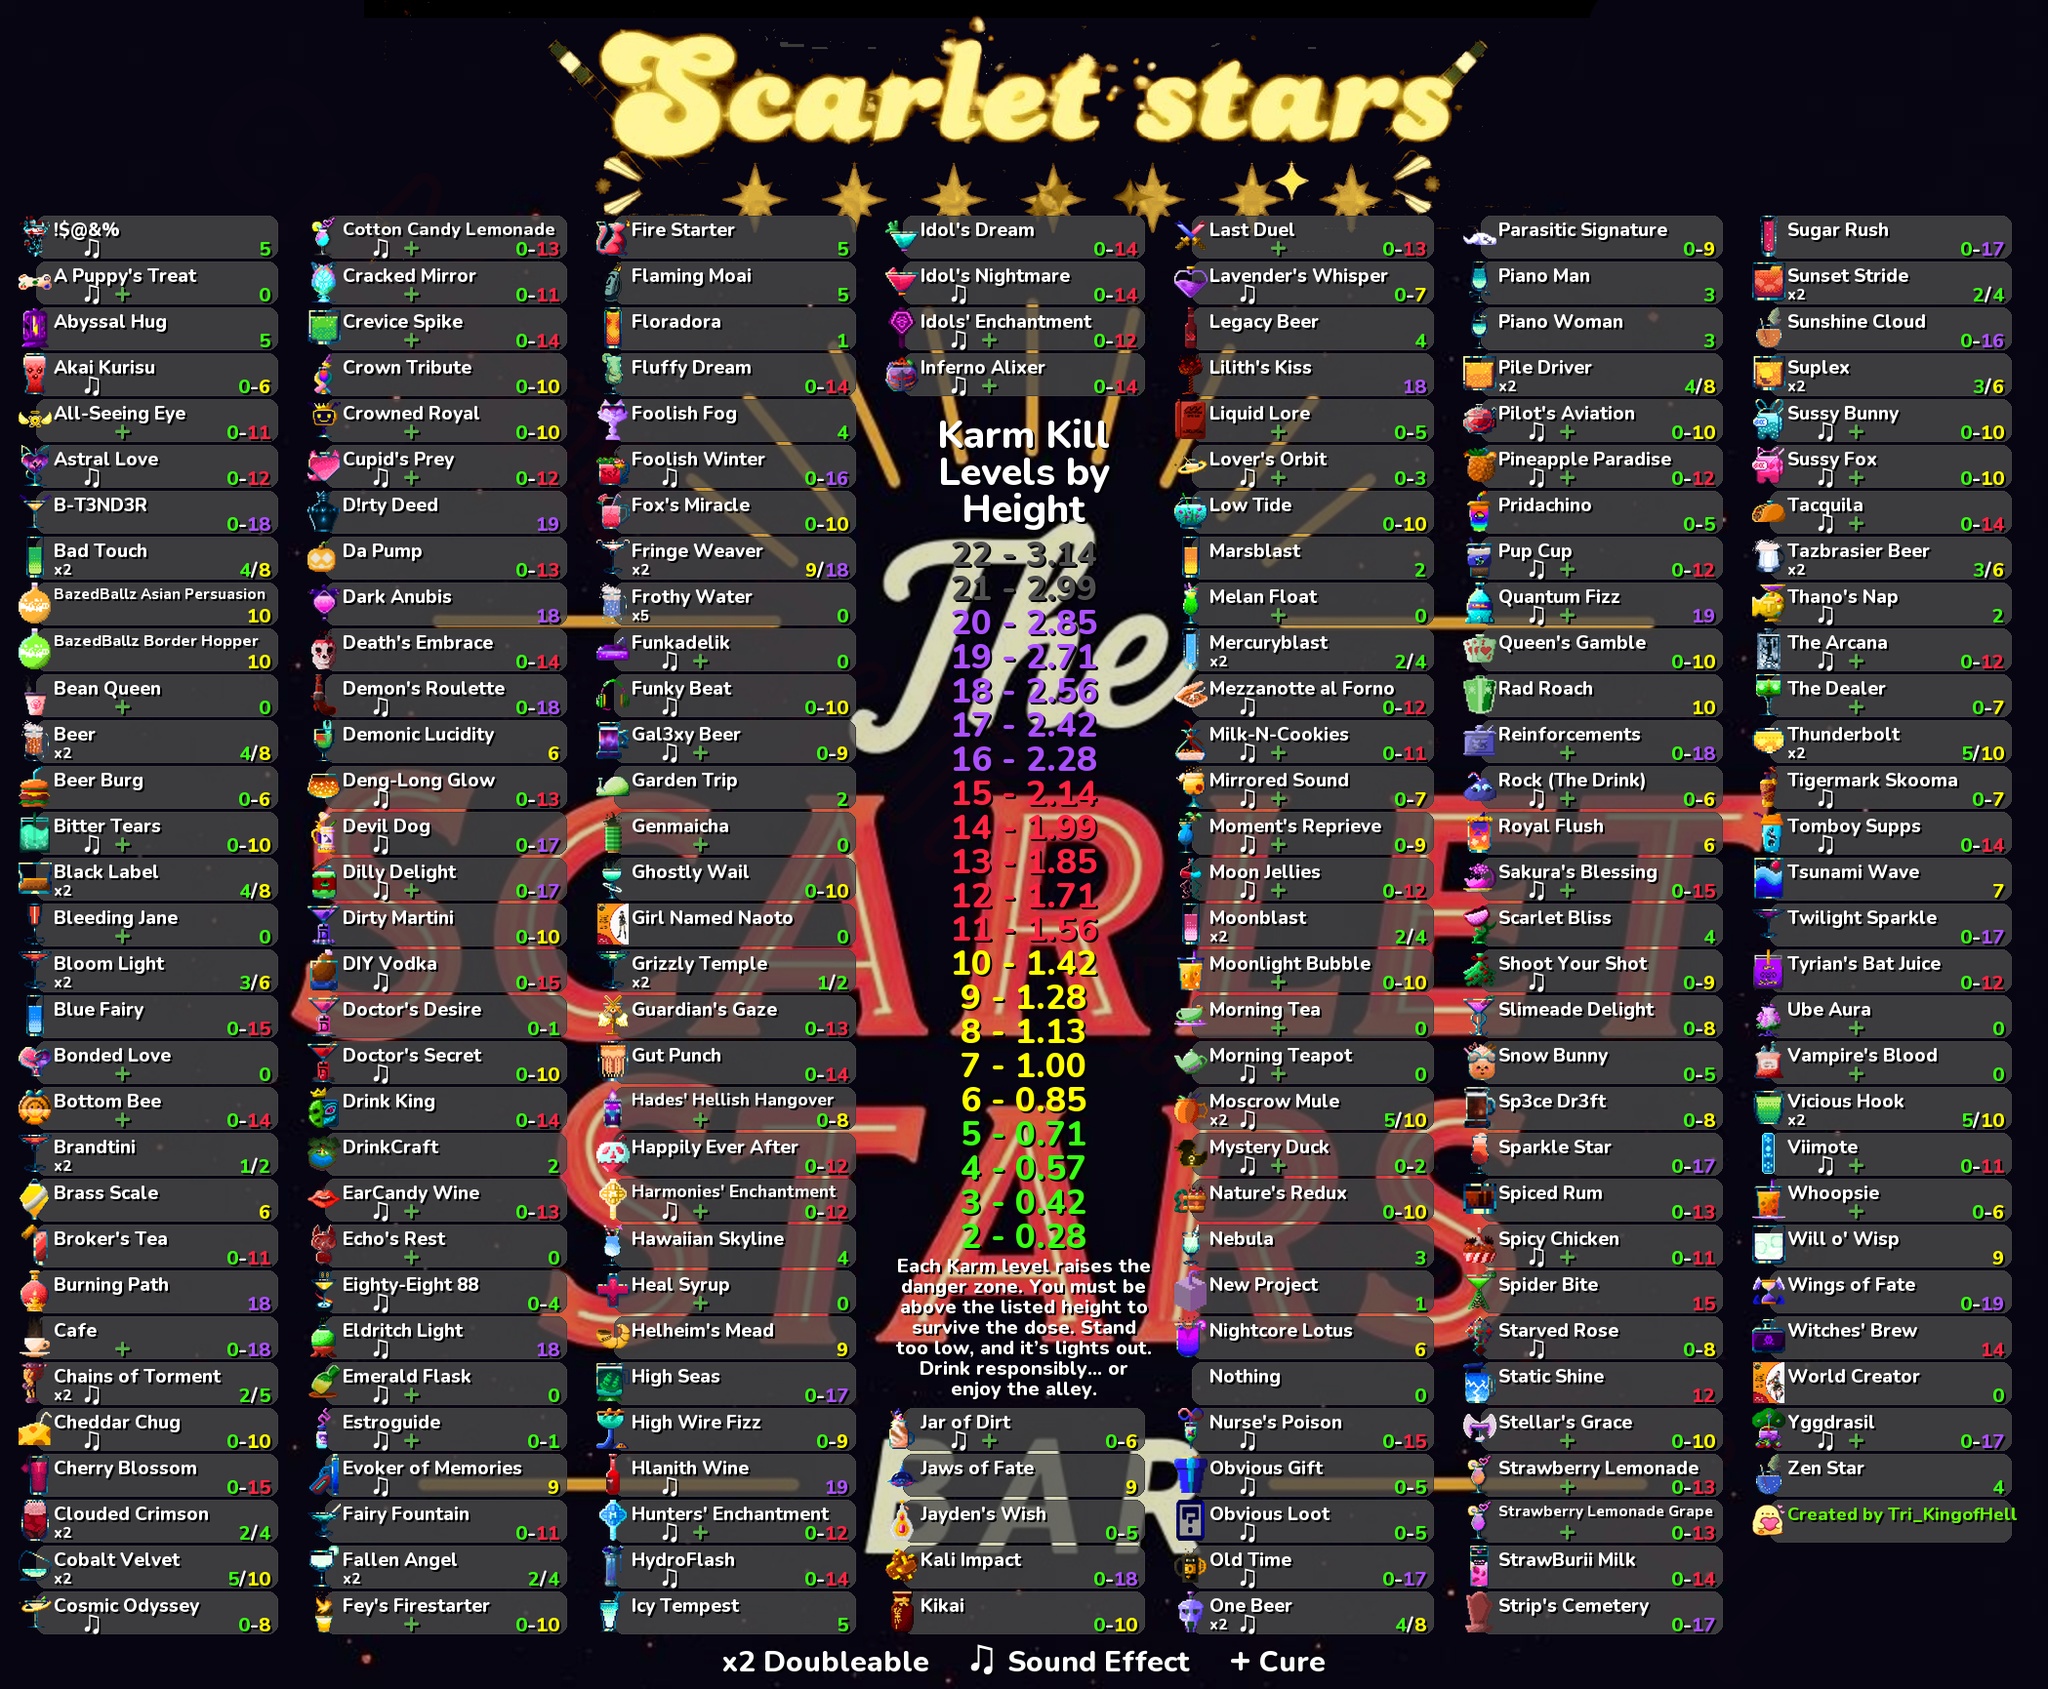 Scarlet stars
!$@&%
♫ 5
A Puppy's Treat
♫ + 0
Abyssal Hug
5
Akai Kurisu
♫ 0-6
All-Seeing Eye
+ 0-11
Astral Love
♫ 0-12
B-T3ND3R
0-18
Bad Touch
x2 4/8
BazedBallz Asian Persuasion
10
BazedBallz Border Hopper
10
Bean Queen
+ 0
Beer
x2 4/8
Beer Burg
0-6
Bitter Tears
♫ + 0-10
Black Label
x2 4/8
Bleeding Jane
+ 0
Bloom Light
x2 3/6
Blue Fairy
0-15
Bonded Love
+ 0
Bottom Bee
+ 0-14
Brandtini
x2 1/2
Brass Scale
6
Broker's Tea
0-11
Burning Path
18
Cafe
+ 0-18
Chains of Torment
x2 ♫ 2/5
Cheddar Chug
♫ 0-10
Cherry Blossom
0-15
Clouded Crimson
x2 2/4
Cobalt Velvet
x2 5/10
Cosmic Odyssey
♫ 0-8
Cotton Candy Lemonade
♫ + 0-13
Cracked Mirror
+ 0-11
Crevice Spike
+ 0-14
Crown Tribute
0-10
Crowned Royal
+ 0-10
Cupid's Prey
♫ + 0-12
D!rty Deed
19
Da Pump
0-13
Dark Anubis
18
Death's Embrace
0-14
Demon's Roulette
♫ 0-18
Demonic Lucidity
6
Deng-Long Glow
♫ 0-13
Devil Dog
♫ 0-17
Dilly Delight
♫ + 0-17
Dirty Martini
0-10
DIY Vodka
♫ 0-15
Doctor's Desire
0-1
Doctor's Secret
♫ 0-10
Drink King
0-14
DrinkCraft
2
EarCandy Wine
♫ + 0-13
Echo's Rest
+ 0
Eighty-Eight 88
♫ 0-4
Eldritch Light
♫ 18
Emerald Flask
♫ + 0
Estroguide
♫ + 0-1
Evoker of Memories
♫ 9
Fairy Fountain
0-11
Fallen Angel
x2 2/4
Fey's Firestarter
+ 0-10
Fire Starter
5
Flaming Moai
5
Floradora
1
Fluffy Dream
0-14
Foolish Fog
4
Foolish Winter
♫ 0-16
Fox's Miracle
0-10
Fringe Weaver
x2 9/18
Frothy Water
x5 0
Funkadelik
♫ + 0
Funky Beat
♫ 0-10
Gal3xy Beer
♫ + 0-9
Garden Trip
2
Genmaicha
+ 0
Ghostly Wail
0-10
Girl Named Naoto
0
Grizzly Temple
x2 1/2
Guardian's Gaze
0-13
Gut Punch
0-14
Hades' Hellish Hangover
+ 0-8
Happily Ever After
0-12
Harmonies' Enchantment
♫ + 0-12
Hawaiian Skyline
4
Heal Syrup
+ 0
Helheim's Mead
9
High Seas
0-17
High Wire Fizz
0-9
Hlanith Wine
19
Hunters' Enchantment
♫ + 0-12
HydroFlash
♫ 0-14
Icy Tempest
5
Idol's Dream
0-14
Idol's Nightmare
♫ 0-14
Idols' Enchantment
♫ + 0-12
Inferno Alixer
♫ + 0-14
Karm Kill
Levels by
Height
22 - 3.14
21 - 2.99
20 - 2.85
19 - 2.71
18 - 2.56
17 - 2.42
16 - 2.28
15 - 2.14
14 - 1.99
13 - 1.85
12 - 1.71
11 - 1.56
10 - 1.42
9 - 1.28
8 - 1.13
7 - 1.00
6 - 0.85
5 - 0.71
4 - 0.57
3 - 0.42
2 - 0.28
Each Karm level raises the
danger zone. You must be
above the listed height to
survive the dose. Stand
too low, and it's lights out.
Drink responsibly... or
enjoy the alley.
Jar of Dirt
♫ + 0-6
Jaws of Fate
9
Jayden's Wish
0-5
Kali Impact
0-18
Kikai
0-10
Last Duel
+ 0-13
Lavender's Whisper
♫ 0-7
Legacy Beer
4
Lilith's Kiss
18
Liquid Lore
+ 0-5
Lover's Orbit
♫ + 0-3
Low Tide
0-10
Marsblast
2
Melan Float
+ 0
Mercuryblast
x2 2/4
Mezzanotte al Forno
♫ 0-12
Milk-N-Cookies
♫ + 0-11
Mirrored Sound
♫ + 0-7
Moment's Reprieve
♫ + 0-9
Moon Jellies
♫ + 0-12
Moonblast
x2 2/4
Moonlight Bubble
+ 0-10
Morning Tea
+ 0
Morning Teapot
♫ + 0
Moscrow Mule
x2 ♫ 5/10
Mystery Duck
♫ + 0-2
Nature's Redux
0-10
Nebula
3
New Project
1
Nightcore Lotus
6
Nothing
0
Nurse's Poison
♫ 0-15
Obvious Gift
♫ 0-5
Obvious Loot
♫ 0-5
Old Time
♫ 0-17
One Beer
x2 ♫ 4/8
Parasitic Signature
0-9
Piano Man
3
Piano Woman
3
Pile Driver
x2 4/8
Pilot's Aviation
♫ + 0-10
Pineapple Paradise
♫ + 0-12
Pridachino
0-5
Pup Cup
♫ + 0-12
Quantum Fizz
♫ + 19
Queen's Gamble
0-10
Rad Roach
10
Reinforcements
+ 0-18
Rock (The Drink)
♫ + 0-6
Royal Flush
6
Sakura's Blessing
♫ + 0-15
Scarlet Bliss
4
Shoot Your Shot
♫ 0-9
Slimeade Delight
0-8
Snow Bunny
0-5
Sp3ce Dr3ft
0-8
Sparkle Star
0-17
Spiced Rum
0-13
Spicy Chicken
♫ + 0-11
Spider Bite
15
Starved Rose
♫ 0-8
Static Shine
12
Stellar's Grace
+ 0-10
Strawberry Lemonade
+ 0-13
Strawberry Lemonade Grape
+ 0-13
StrawBurii Milk
0-14
Strip's Cemetery
0-17
Sugar Rush
0-17
Sunset Stride
x2 2/4
Sunshine Cloud
0-16
Suplex
x2 3/6
Sussy Bunny
♫ + 0-10
Sussy Fox
♫ + 0-10
Tacquila
♫ + 0-14
Tazbrasier Beer
x2 3/6
Thano's Nap
2
The Arcana
♫ + 0-12
The Dealer
+ 0-7
Thunderbolt
x2 5/10
Tigermark Skooma
♫ 0-7
Tomboy Supps
♫ 0-14
Tsunami Wave
7
Twilight Sparkle
0-17
Tyrian's Bat Juice
0-12
Ube Aura
+ 0
Vampire's Blood
+ 0
Vicious Hook
x2 5/10
Viimote
♫ + 0-11
Whoopsie
+ 0-6
Will o' Wisp
9
Wings of Fate
0-19
Witches' Brew
14
World Creator
0
Yggdrasil
♫ + 0-17
Zen Star
4
Created by Tri_KingofHell
The
SCARLET
STARS
BAR
x2 Doubleable ♫ Sound Effect + Cure